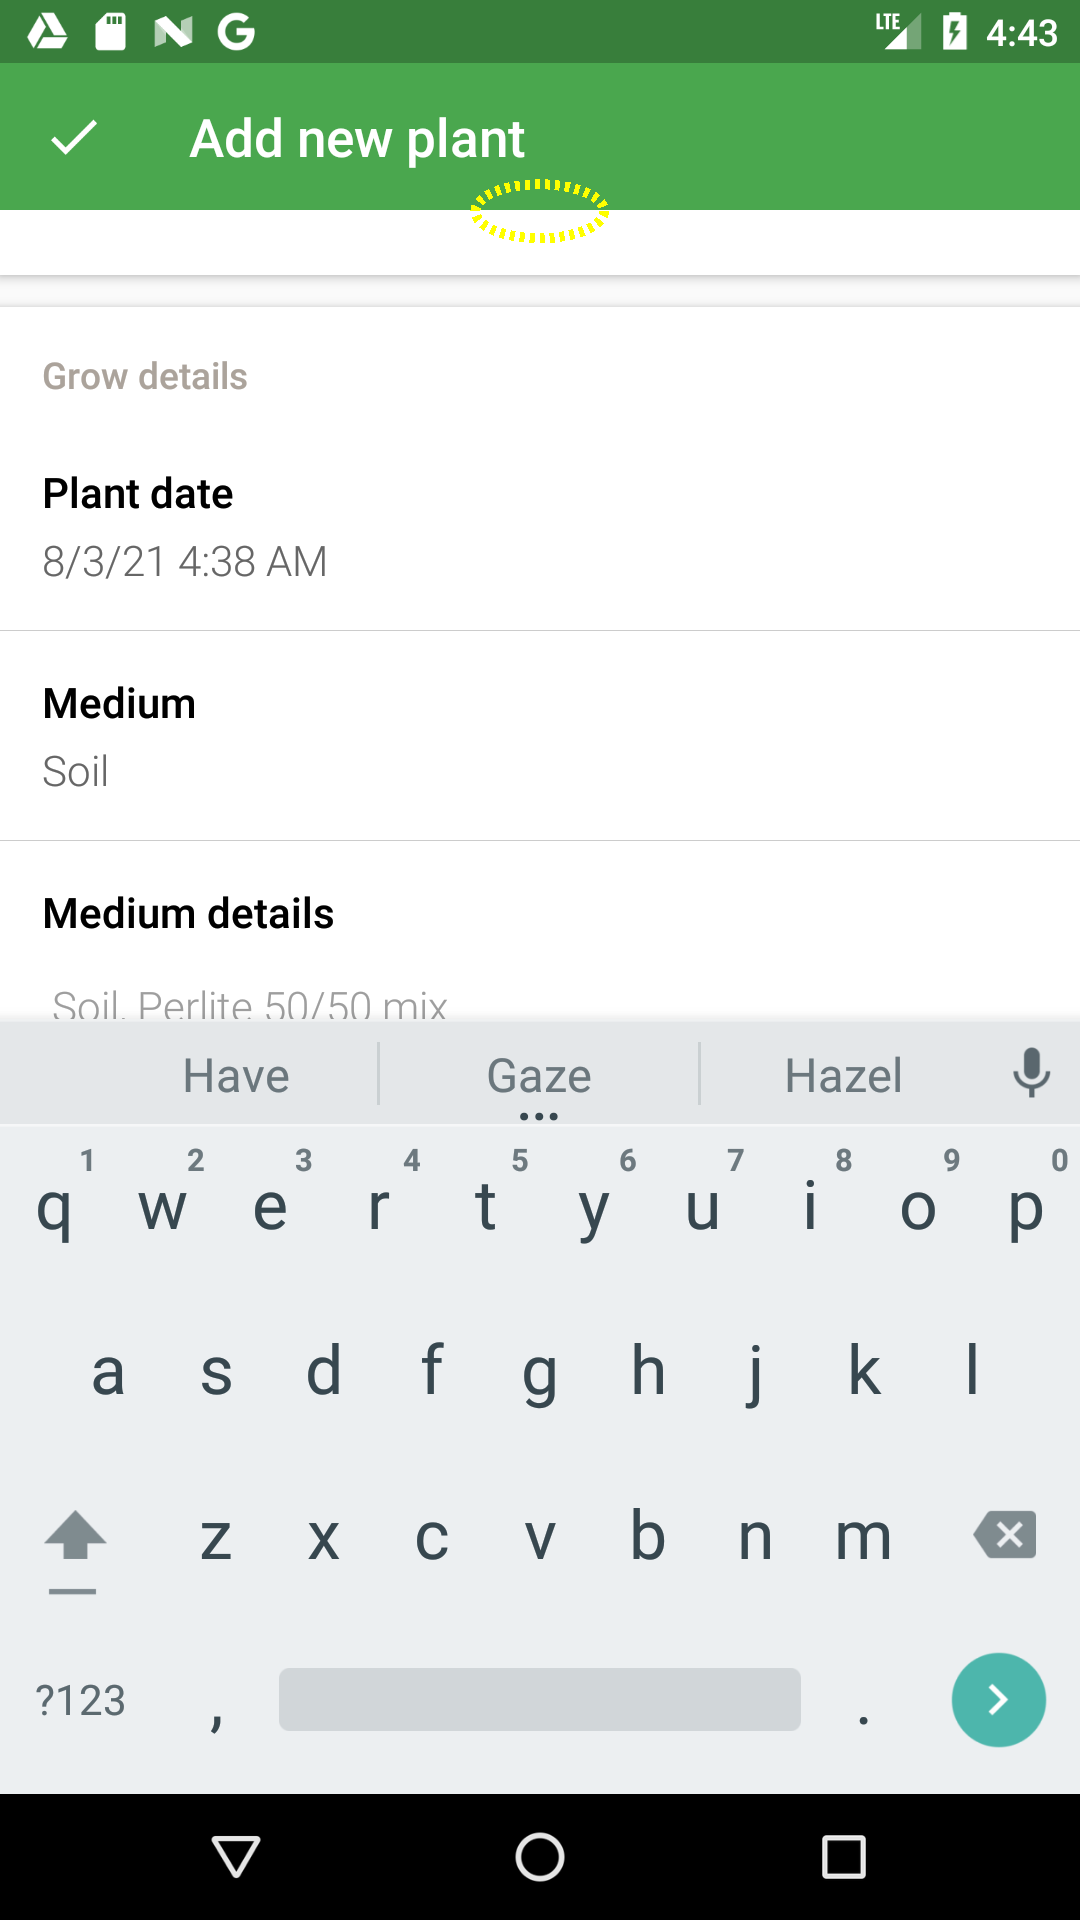 LTE 4:43
Add new plant
Grow details
Plant date
8/3/21 4:38 AM
Medium
Soil
Medium details
Soil, Perlite 50/50 mix
Have Gaze Hazel
1 2 3 4 5 6 7 8 9 0
q w e r t y u i o p
a s d f g h j k l
z x c v b n m
?123 , .